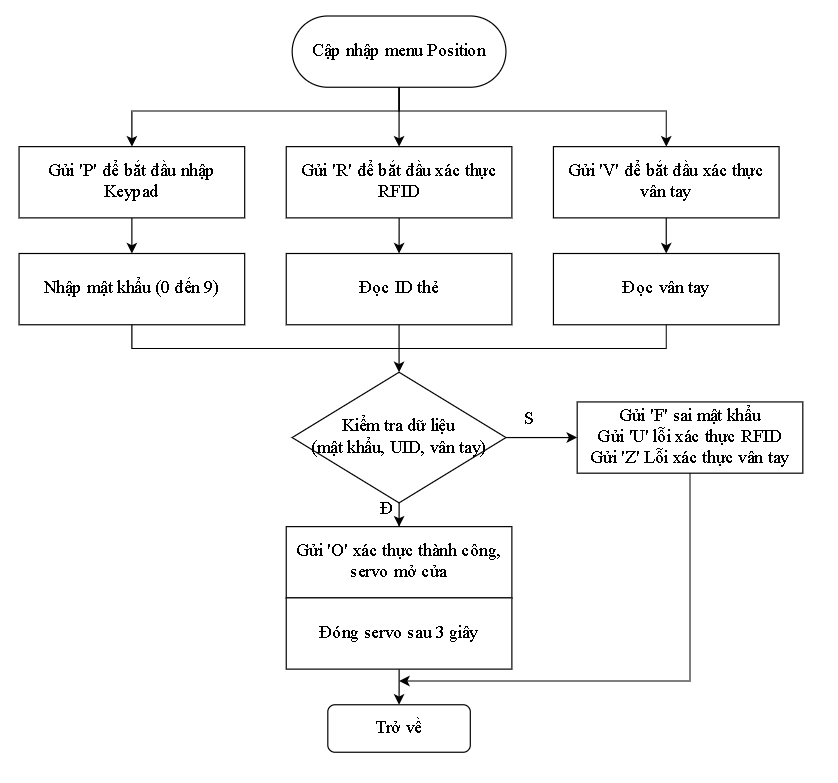 Cập nhập menu Position
Gửi 'P' để bắt đầu nhập
Keypad
Gửi 'R' để bắt đầu xác thực
RFID
Gửi 'V' để bắt đầu xác thực
vân tay
Nhập mật khẩu (0 đến 9)
Đọc ID thẻ
Đọc vân tay
Kiểm tra dữ liệu
(mật khẩu, UID, vân tay)
S
Gửi 'F' sai mật khẩu
Gửi 'U' lỗi xác thực RFID
Gửi 'Z' Lỗi xác thực vân tay
Đ
Gửi 'O' xác thực thành công,
servo mở cửa
Đóng servo sau 3 giây
Trở về